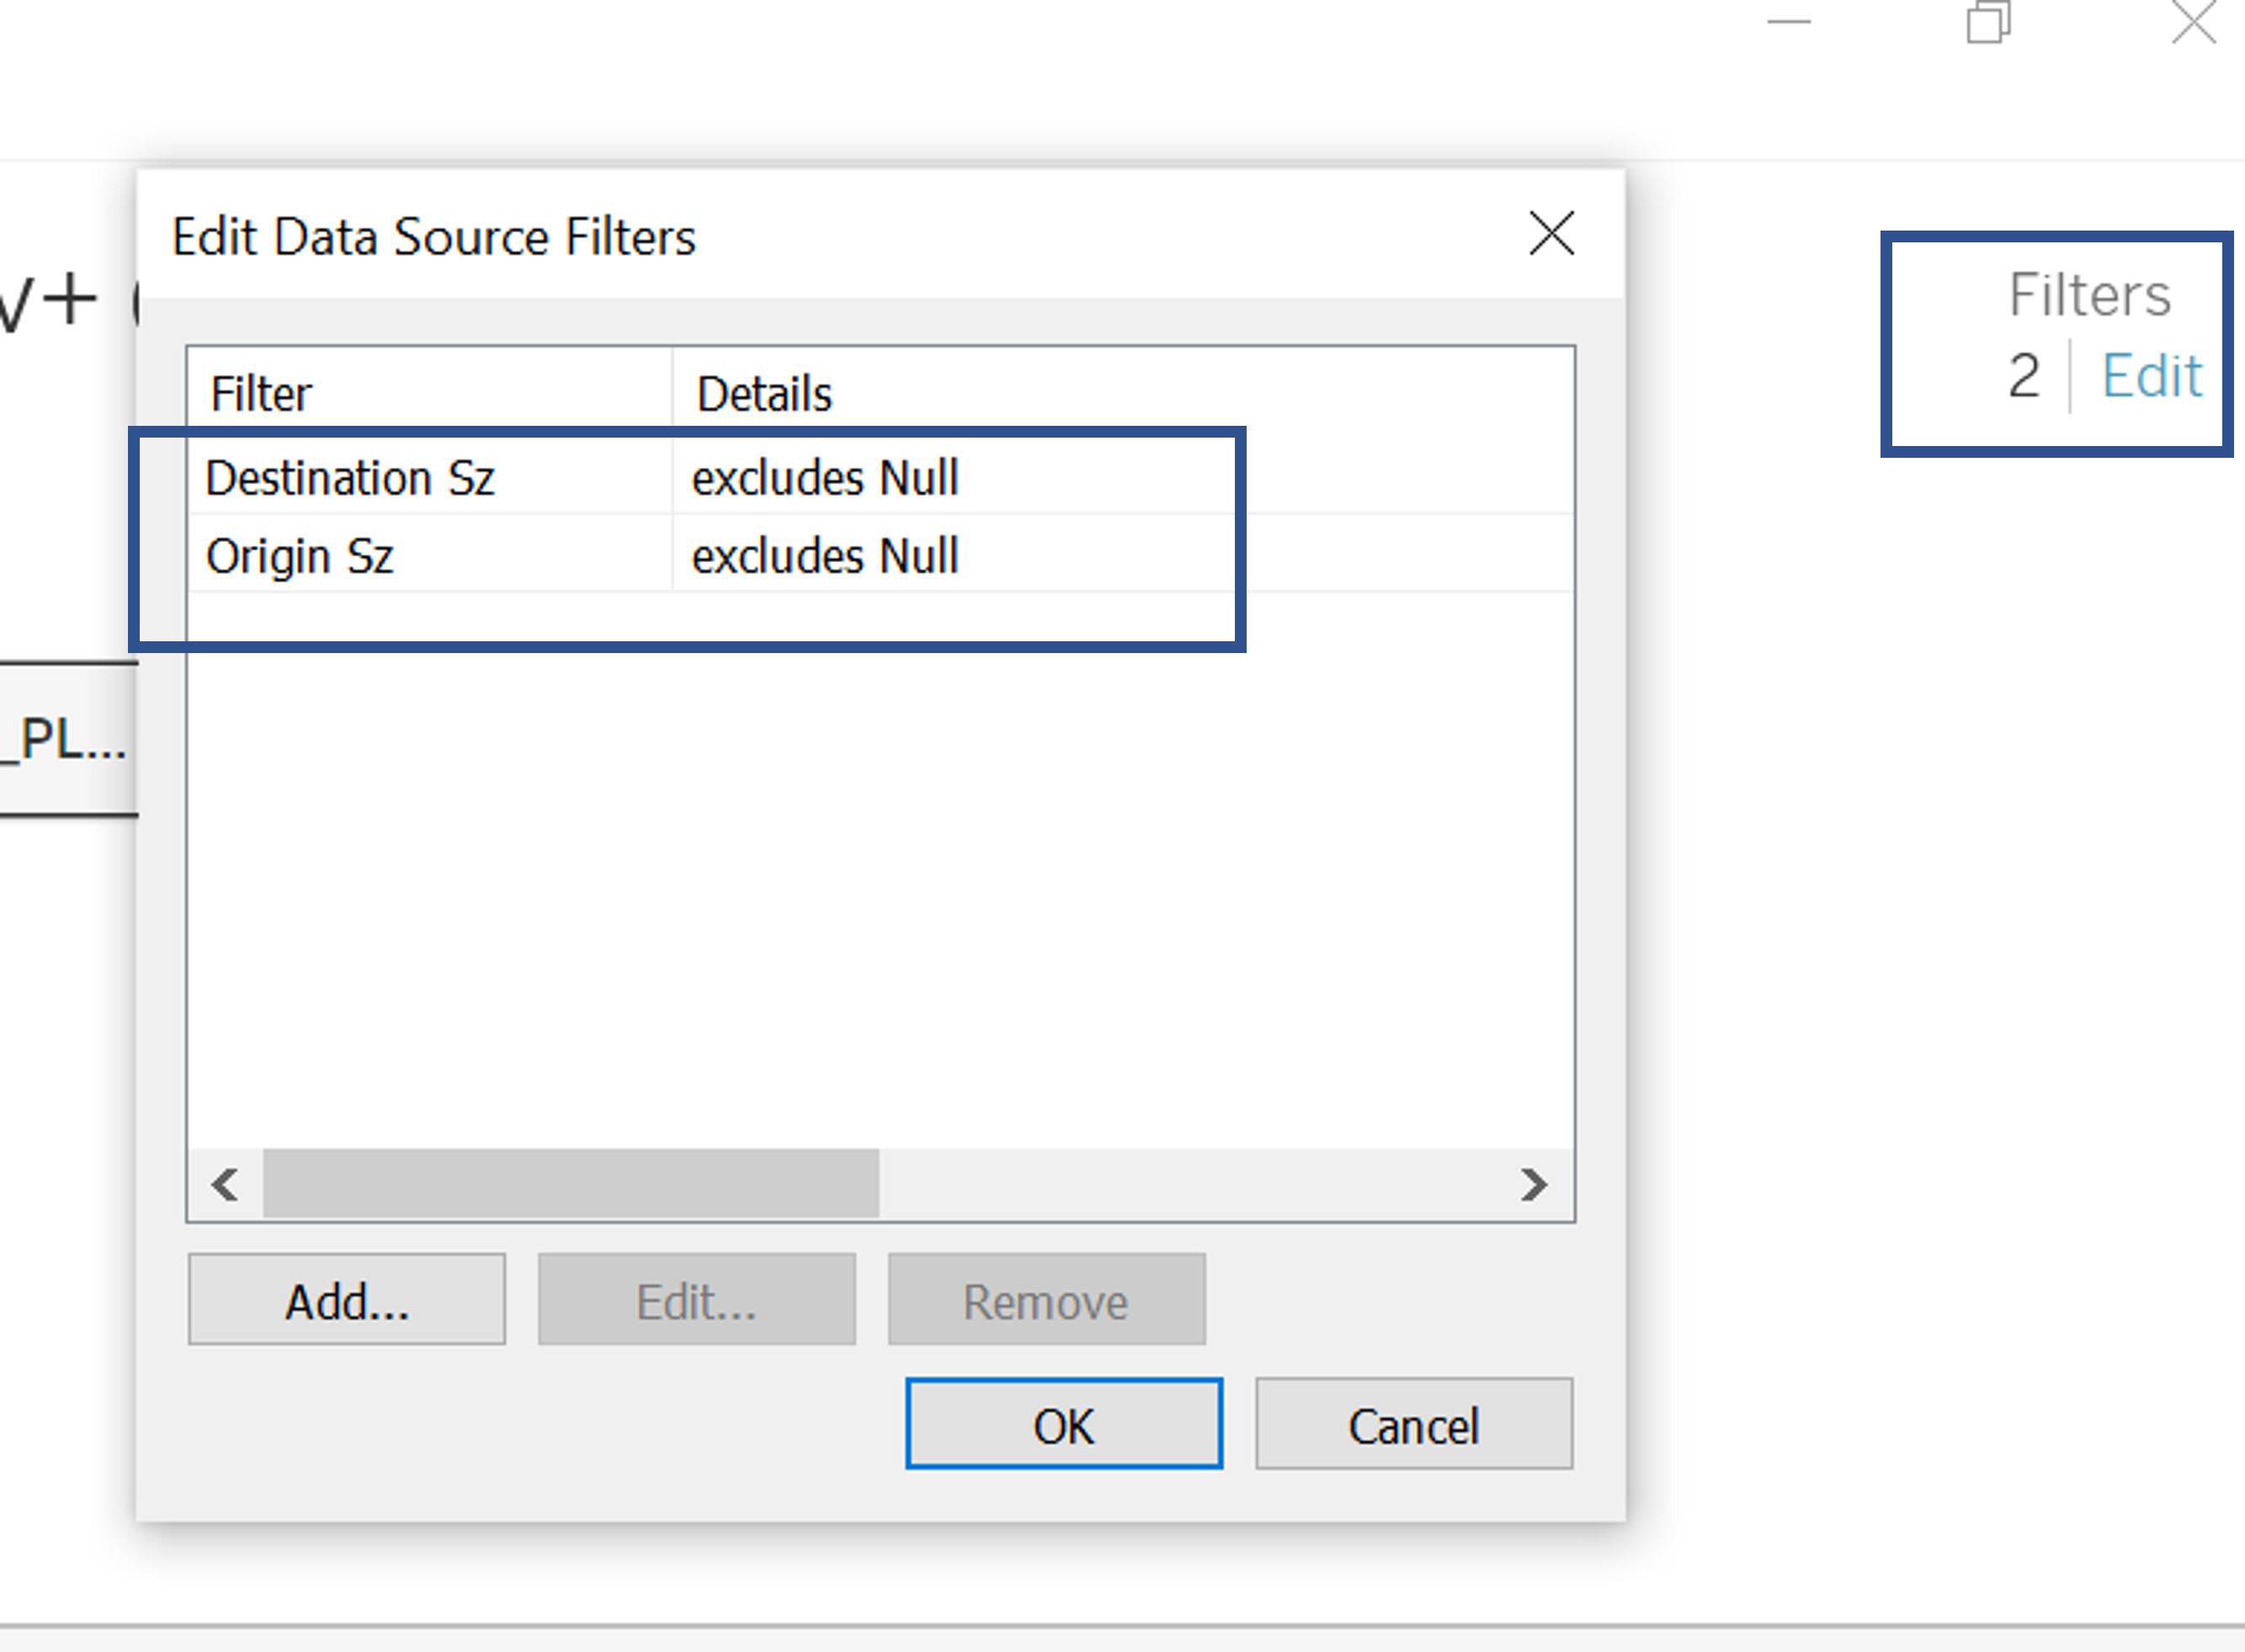 Edit Data Source Filters
v+
Filters
2 Edit
Filter Details
Destination Sz excludes Null
Origin Sz excludes Null
_PL...
Add... Edit... Remove
OK Cancel